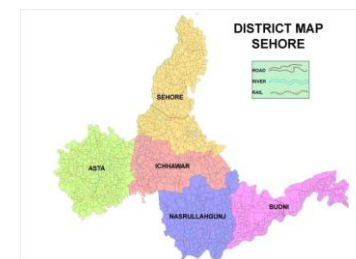 DISTRICT MAP
SEHORE
ROAD
RIVER
RAIL
SEHORE
ASTA
ICHHAWAR
NASRULLAHGUNJ
BUDNI